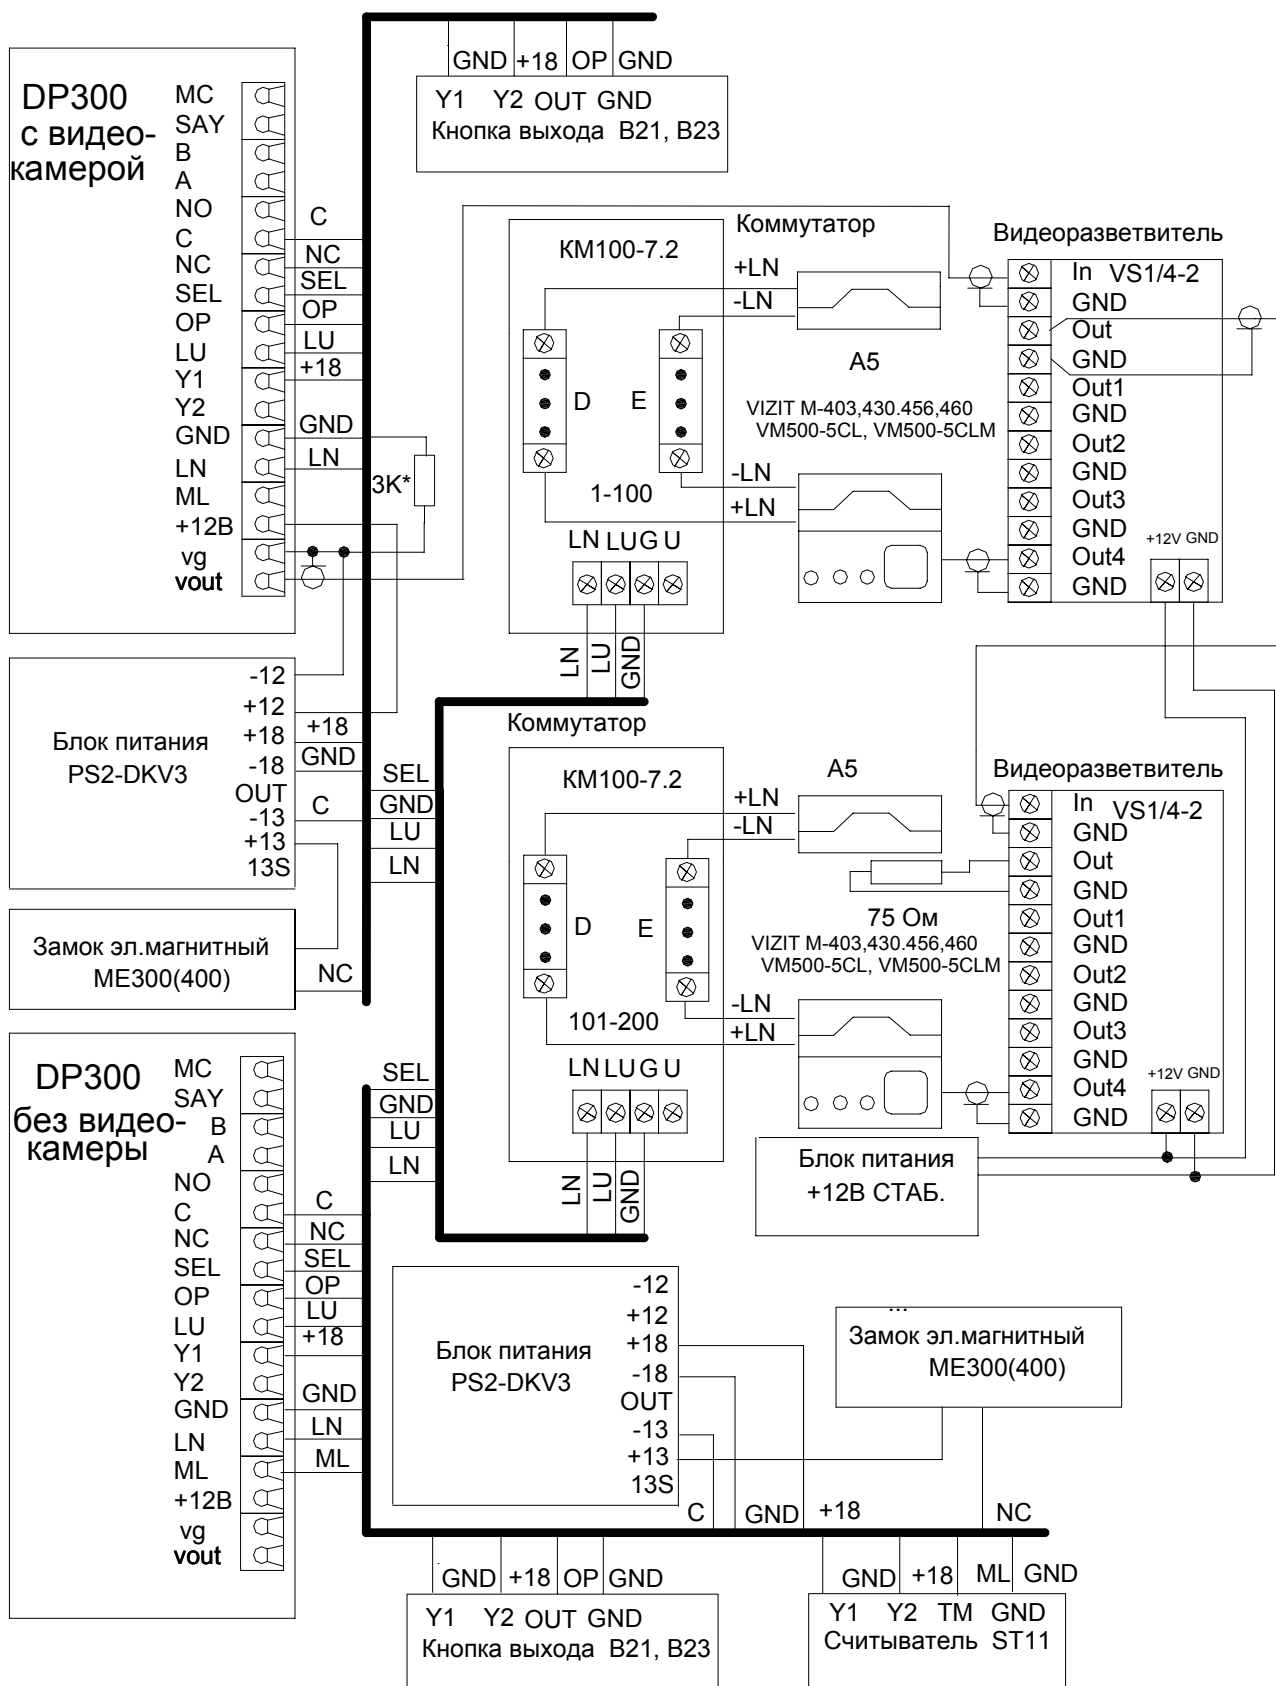 GND +18 OP GND
Y1 Y2 OUT GND
Кнопка выхода B21, B23
DP300
с видео-
камерой
MC
SAY
B
A
NO
C
NC
SEL
OP
LU
Y1
Y2
GND
LN
ML
+12В
vg
vout
C
NC
SEL
OP
LU
+18
GND
LN
3K*
Коммутатор
КМ100-7.2
+LN
-LN
D E
A5
VIZIT M-403,430.456,460
VM500-5CL, VM500-5CLM
-LN
+LN
1-100
LN LU G U
LN
LU
GND
Видеоразветвитель
VS1/4-2
In
GND
Out
GND
Out1
GND
Out2
GND
Out3
GND
Out4
GND
+12V GND
-12
+12
+18
-18
OUT
-13
+13
13S
Блок питания
PS2-DKV3
+18
GND
C
Замок эл.магнитный
ME300(400)
NC
SEL
GND
LU
LN
Коммутатор
КМ100-7.2
+LN
-LN
A5
D E
75 Ом
VIZIT M-403,430.456,460
VM500-5CL, VM500-5CLM
-LN
+LN
101-200
LN LU G U
LN
LU
GND
Видеоразветвитель
VS1/4-2
In
GND
Out
GND
Out1
GND
Out2
GND
Out3
GND
Out4
GND
+12V GND
Блок питания
+12В СТАБ.
DP300
без видео-
камеры
MC
SAY
B
A
NO
C
NC
SEL
OP
LU
Y1
Y2
GND
LN
ML
+12В
vg
vout
SEL
GND
LU
LN
C
NC
SEL
OP
LU
+18
GND
LN
ML
Блок питания
PS2-DKV3
-12
+12
+18
-18
OUT
-13
+13
13S
...
Замок эл.магнитный
ME300(400)
C GND +18 NC
GND +18 OP GND
Y1 Y2 OUT GND
Кнопка выхода B21, B23
GND +18 ML GND
Y1 Y2 TM GND
Считыватель ST11